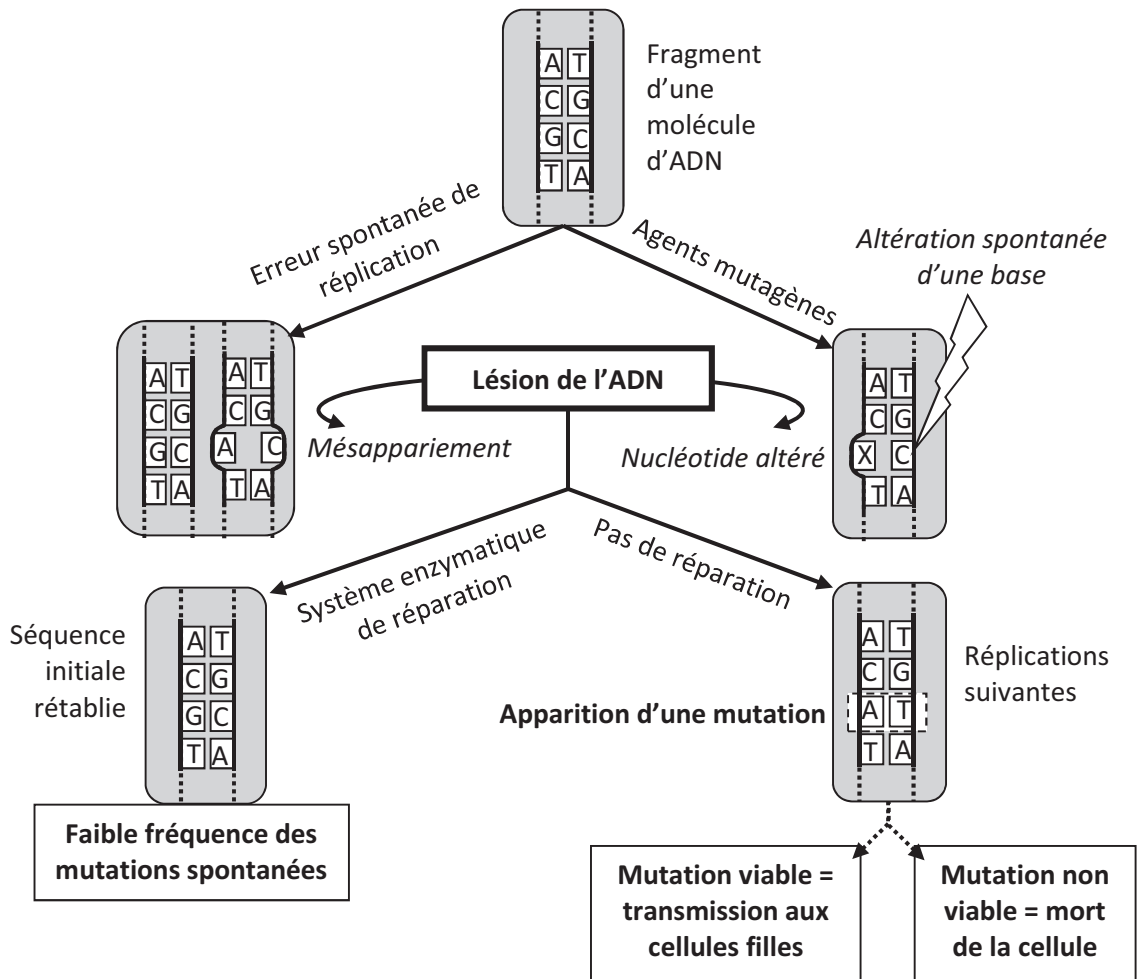 A T
C G
G C
T A
Fragment
d'une
molécule
d'ADN
Erreur spontanée de
réplication
Agents mutagènes
Altération spontanée
d'une base
A T A T
C G C G
G C A C
T A T A
Lésion de l'ADN
Mésappariement
Nucléotide altéré
A T
C G
X C
T A
Système enzymatique
de réparation
Pas de réparation
Séquence
initiale
rétablie
A T
C G
G C
T A
Apparition d'une mutation
A T
C G
A T
T A
Réplications
suivantes
Faible fréquence des
mutations spontanées
Mutation viable =
transmission aux
cellules filles
Mutation non
viable = mort
de la cellule